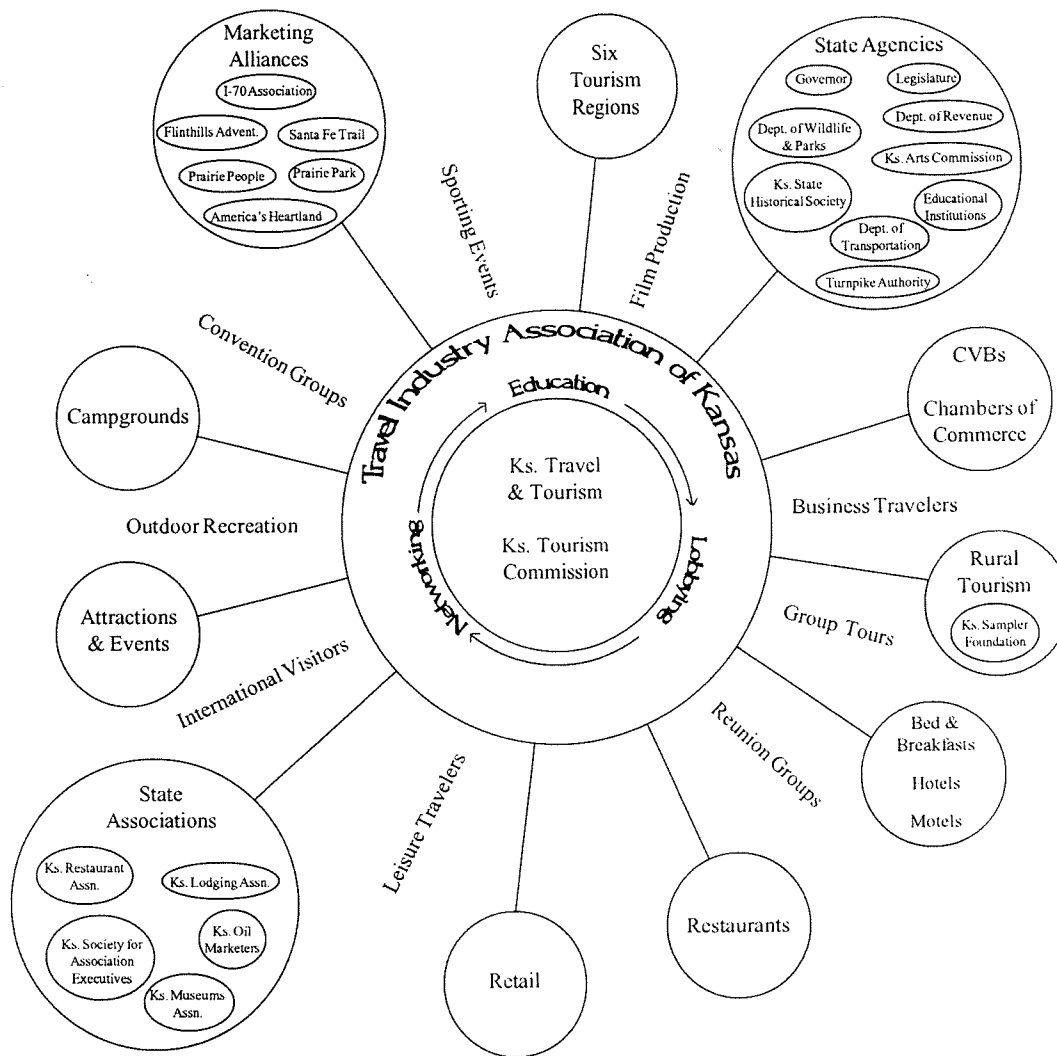 Marketing
Alliances
I-70 Association
Flinthills Advent.
Santa Fe Trail
Prairie People
Prairie Park
America's Heartland
Six
Tourism
Regions
State Agencies
Governor
Legislature
Dept. of Wildlife
& Parks
Dept. of Revenue
Ks. Arts Commission
Ks. State
Historical Society
Educational
Institutions
Dept. of
Transportation
Turnpike Authority
Sporting Events
Film Production
Convention Groups
Travel Industry Association of Kansas
Education
Lobbying
Networking
Ks. Travel
& Tourism
Ks. Tourism
Commission
CVBs
Chambers of
Commerce
Campgrounds
Business Travelers
Outdoor Recreation
Rural
Tourism
Ks. Sampler
Foundation
Attractions
& Events
Group Tours
International Visitors
Reunion Groups
Bed &
Breakfasts
Hotels
Motels
Leisure Travelers
State
Associations
Ks. Restaurant
Assn.
Ks. Lodging Assn.
Ks. Society for
Association
Executives
Ks. Oil
Marketers
Ks. Museums
Assn.
Retail
Restaurants